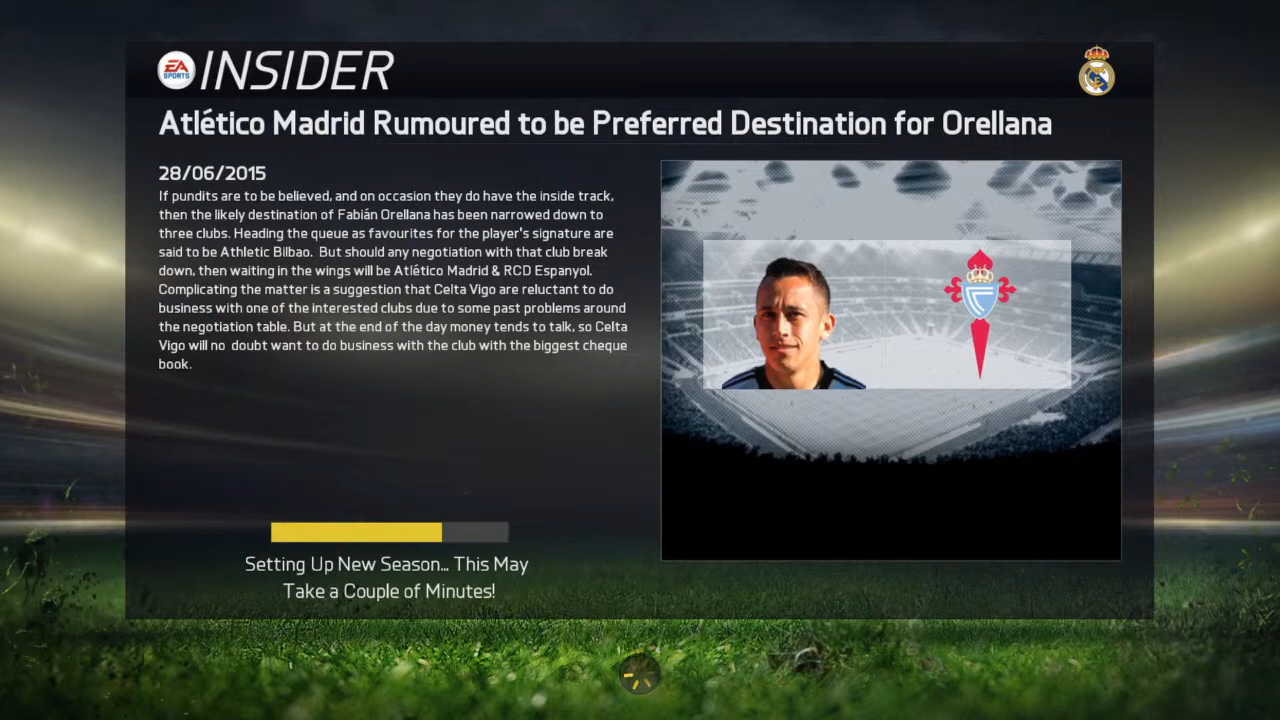 EA SPORTS INSIDER
Atlético Madrid Rumoured to be Preferred Destination for Orellana
28/06/2015
If pundits are to be believed, and on occasion they do have the inside track,
then the likely destination of Fabián Orellana has been narrowed down to
three clubs. Heading the queue as favourites for the player's signature are
said to be Athletic Bilbao.  But should any negotiation with that club break
down, then waiting in the wings will be Atlético Madrid & RCD Espanyol.
Complicating the matter is a suggestion that Celta Vigo are reluctant to do
business with one of the interested clubs due to some past problems around
the negotiation table. But at the end of the day money tends to talk, so Celta
Vigo will no  doubt want to do business with the club with the biggest cheque
book.
Setting Up New Season... This May
Take a Couple of Minutes!